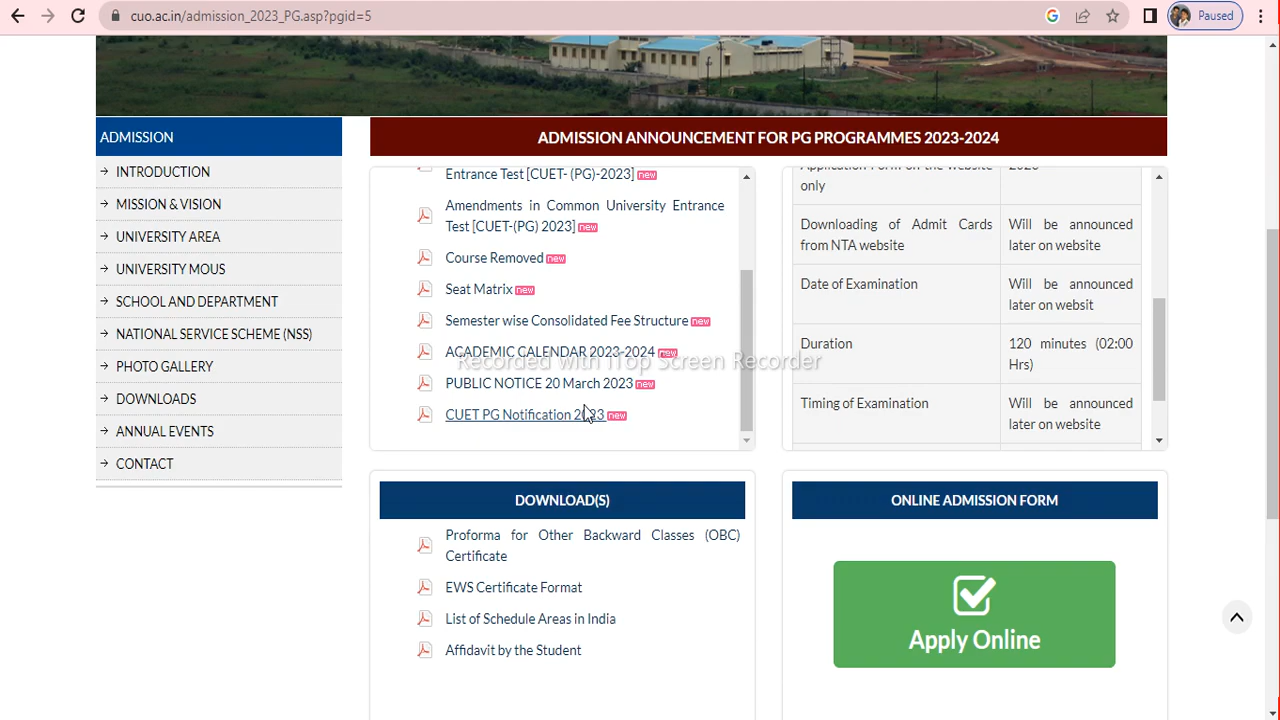 cuo.ac.in/admission_2023_PG.asp?pgid=5
Paused
ADMISSION
INTRODUCTION
MISSION & VISION
UNIVERSITY AREA
UNIVERSITY MOUS
SCHOOL AND DEPARTMENT
NATIONAL SERVICE SCHEME (NSS)
PHOTO GALLERY
DOWNLOADS
ANNUAL EVENTS
CONTACT
ADMISSION ANNOUNCEMENT FOR PG PROGRAMMES 2023-2024
Entrance Test [CUET- (PG)-2023] new
Amendments in Common University Entrance
Test [CUET-(PG) 2023] new
Course Removed new
Seat Matrix new
Semester wise Consolidated Fee Structure new
ACADEMIC CALENDAR 2023-2024 new
Recorded with iTop Screen Recorder
PUBLIC NOTICE 20 March 2023 new
CUET PG Notification 2023 new
Application Form on the website 2023
only
Downloading of Admit Cards Will be announced
from NTA website later on website
Date of Examination Will be announced
later on websit
Duration 120 minutes (02:00
Hrs)
Timing of Examination Will be announced
later on website
DOWNLOAD(S)
Proforma for Other Backward Classes (OBC)
Certificate
EWS Certificate Format
List of Schedule Areas in India
Affidavit by the Student
ONLINE ADMISSION FORM
Apply Online